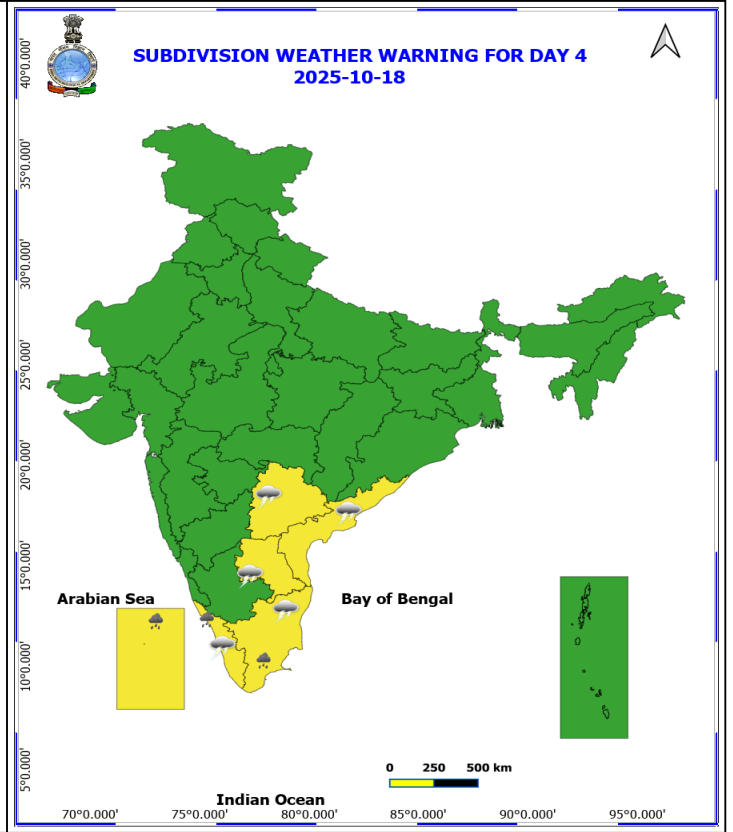 SUBDIVISION WEATHER WARNING FOR DAY 4
2025-10-18
40°0.000'
35°0.000'
30°0.000'
25°0.000'
20°0.000'
15°0.000'
10°0.000'
5°0.000'
Arabian Sea
Bay of Bengal
0 250 500 km
Indian Ocean
70°0.000' 75°0.000' 80°0.000' 85°0.000' 90°0.000' 95°0.000'